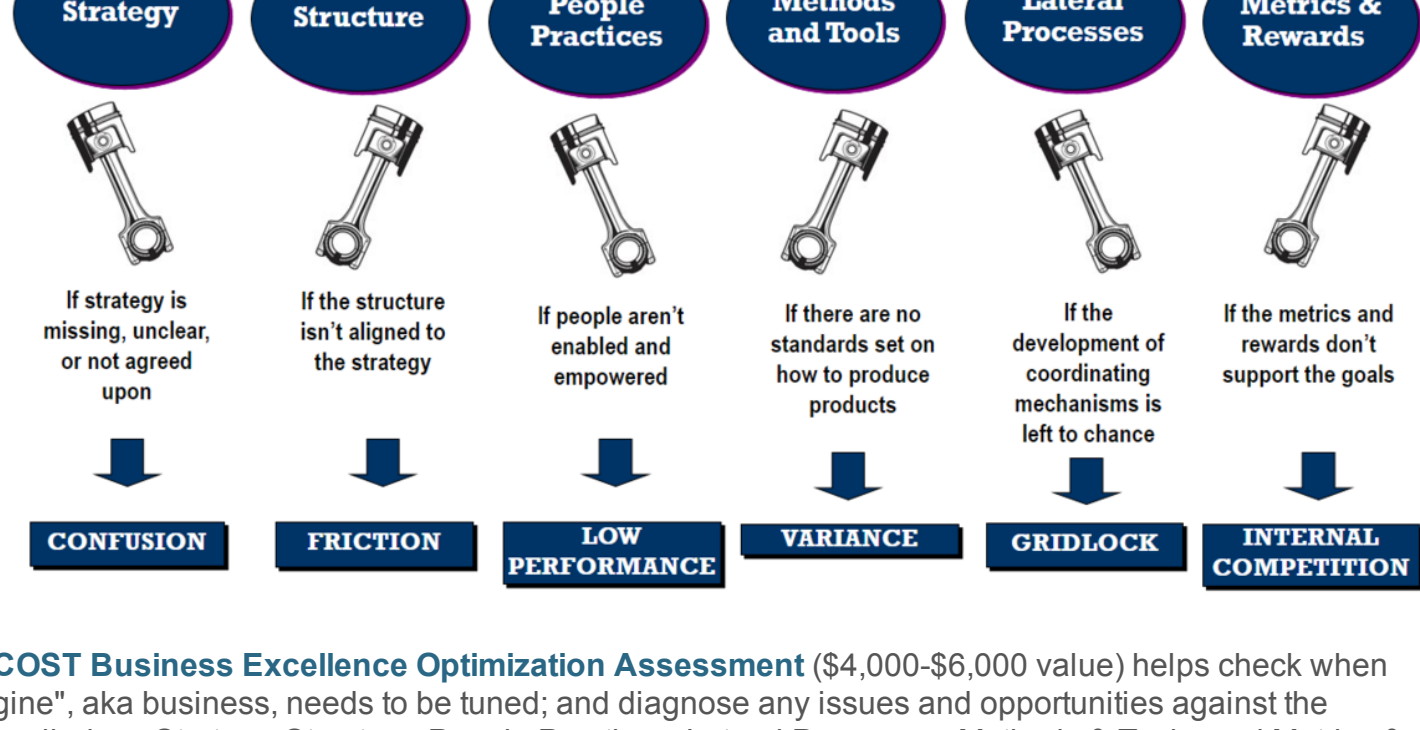 Strategy
Structure
People
Practices
Methods
and Tools
Lateral
Processes
Metrics &
Rewards
If strategy is
missing, unclear,
or not agreed
upon
If the structure
isn't aligned to
the strategy
If people aren't
enabled and
empowered
If there are no
standards set on
how to produce
products
If the
development of
coordinating
mechanisms is
left to chance
If the metrics and
rewards don't
support the goals
CONFUSION
FRICTION
LOW
PERFORMANCE
VARIANCE
GRIDLOCK
INTERNAL
COMPETITION
COST Business Excellence Optimization Assessment ($4,000-$6,000 value) helps check when
gine", aka business, needs to be tuned; and diagnose any issues and opportunities against the